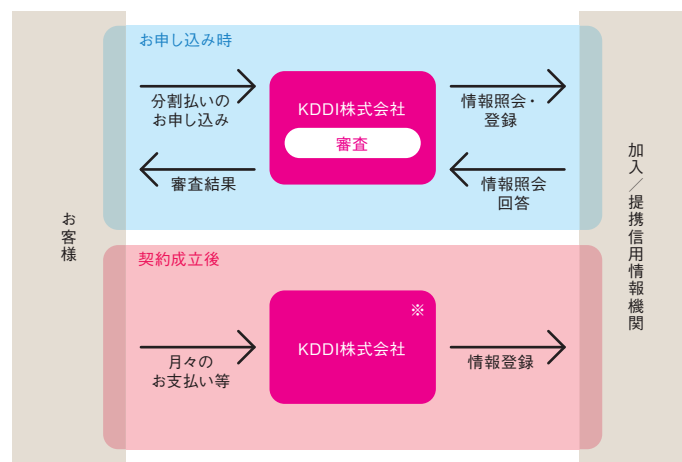 お申し込み時
分割払いの
お申し込み
KDDI株式会社
審査
情報照会・
登録
審査結果
情報照会
回答
お客様
加入／提携信用情報機関
契約成立後
※
月々の
お支払い等
KDDI株式会社
情報登録